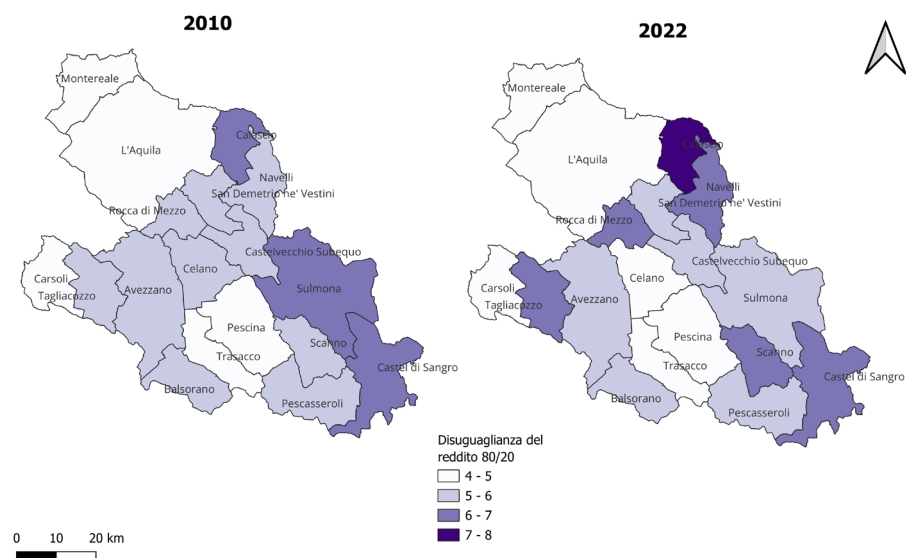 2010
2022
Montereale
L'Aquila
Calascio
Navelli
San Demetrio ne' Vestini
Rocca di Mezzo
Castelvecchio Subequo
Carsoli
Celano
Tagliacozzo
Avezzano
Sulmona
Pescina
Scanno
Trasacco
Castel di Sangro
Balsorano
Pescasseroli
Montereale
L'Aquila
Calascio
Navelli
San Demetrio ne' Vestini
Rocca di Mezzo
Castelvecchio Subequo
Celano
Carsoli
Tagliacozzo
Avezzano
Sulmona
Pescina
Scanno
Trasacco
Castel di Sangro
Balsorano
Pescasseroli
Disuguaglianza del
reddito 80/20
4 - 5
5 - 6
6 - 7
7 - 8
0 10 20 km